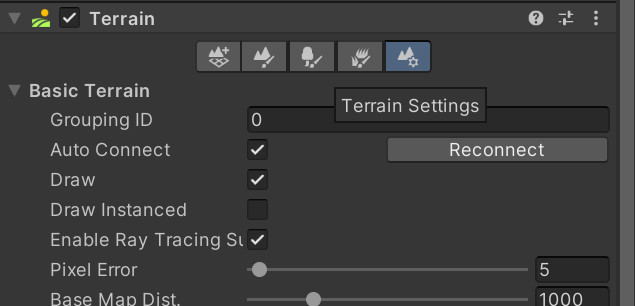 Terrain
Basic Terrain
Terrain Settings
Grouping ID 0
Auto Connect Reconnect
Draw
Draw Instanced
Enable Ray Tracing Su
Pixel Error 5
Base Map Dist. 1000